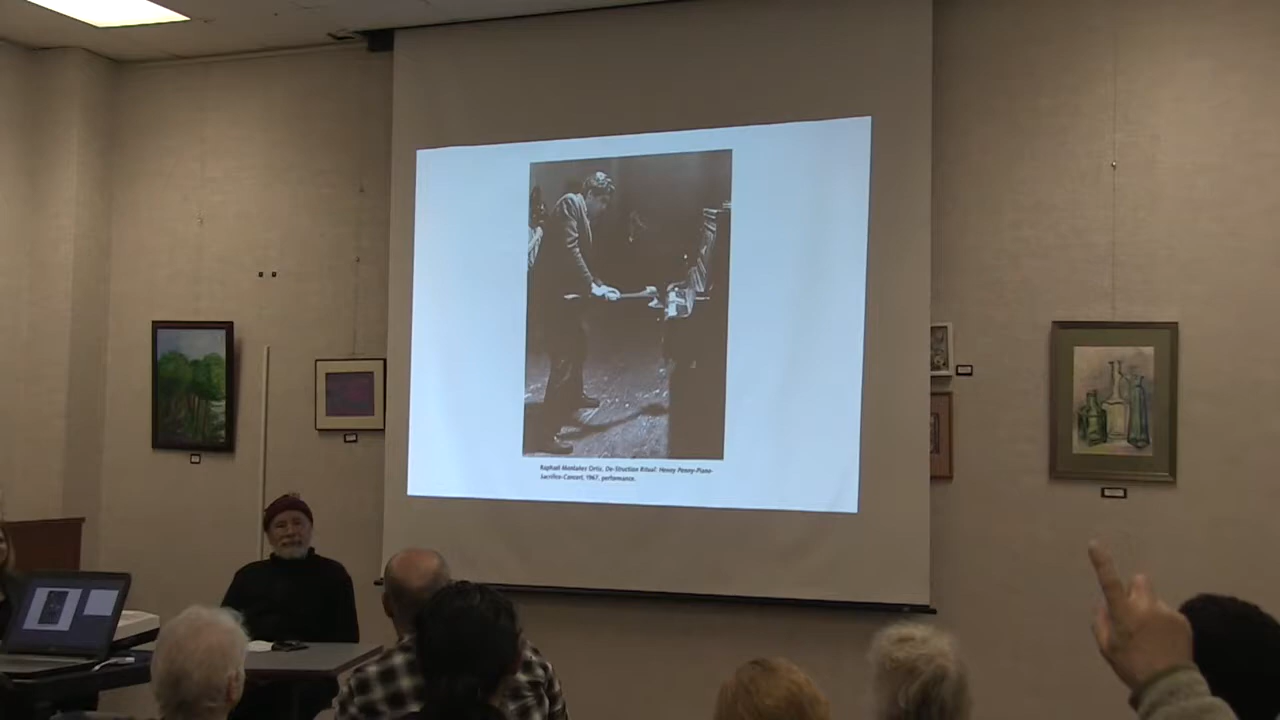 Raphael Montañez Ortiz, De-Struction Ritual: Henny Penny-Piano-
Sacrifice-Concert, 1967, performance.